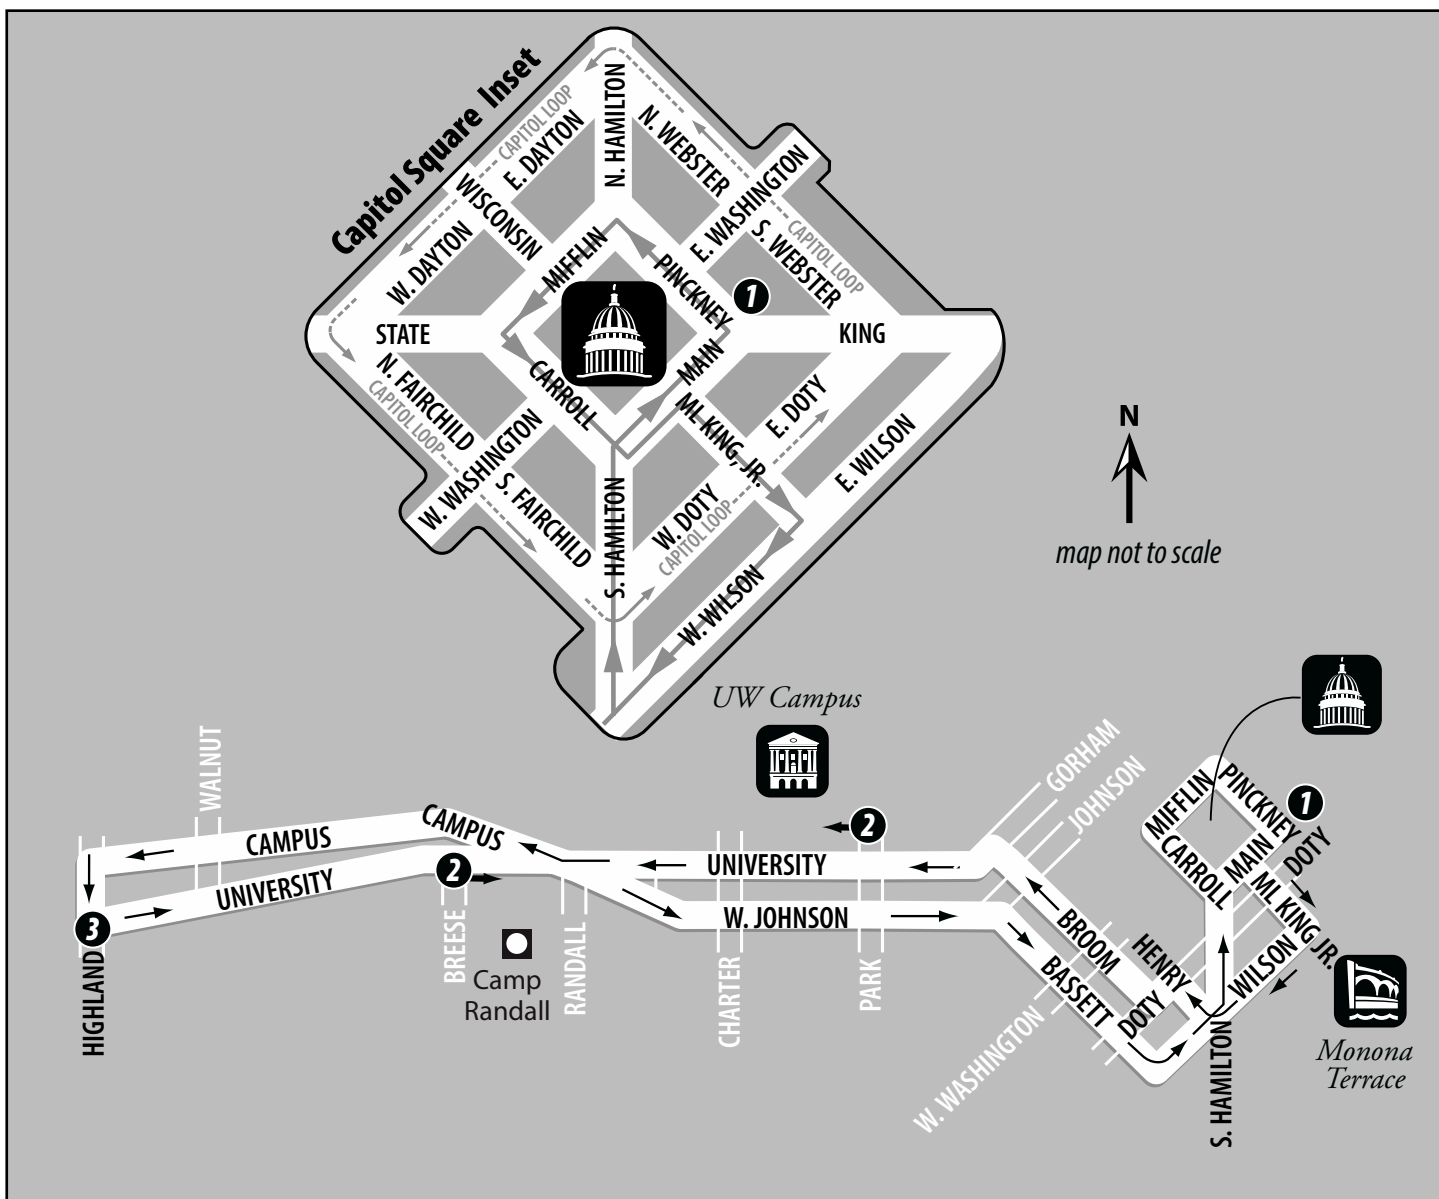 Capitol Square Inset
CAPITOL LOOP
E. DAYTON
N. HAMILTON
N. WEBSTER
E. WASHINGTON
WISCONSIN
W. DAYTON
MIFFLIN
PINCKNEY
1
S. WEBSTER
CAPITOL LOOP
STATE
KING
N. FAIRCHILD
CAPITOL LOOP
CARROLL
MAIN
ML KING, JR.
E. DOTY
E. WILSON
W. WASHINGTON
S. FAIRCHILD
S. HAMILTON
W. DOTY
CAPITOL LOOP
W. WILSON
N
map not to scale
UW Campus
WALNUT
CAMPUS
CAMPUS
UNIVERSITY
2
BREESE
Camp
Randall
RANDALL
3
HIGHLAND
2
UNIVERSITY
W. JOHNSON
CHARTER
PARK
GORHAM
JOHNSON
BROOM
BASSETT
W. WASHINGTON
HENRY
DOTY
MIFFLIN
PINCKNEY
1
CARROLL
MAIN
DOTY
ML KING JR.
WILSON
S. HAMILTON
Monona
Terrace